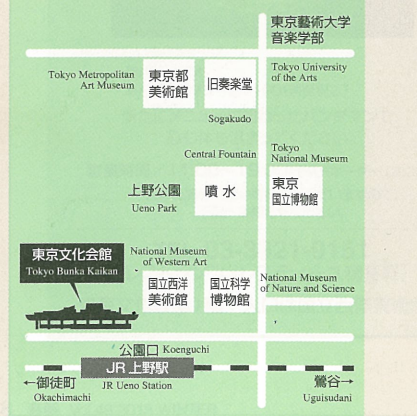 東京藝術大学
音楽学部
Tokyo University
of the Arts
Tokyo Metropolitan
Art Museum
東京都
美術館
旧奏楽堂
Sogakudo
Central Fountain
Tokyo
National Museum
上野公園
Ueno Park
噴水
東京
国立博物館
東京文化会館
Tokyo Bunka Kaikan
National Museum
of Western Art
国立西洋
美術館
国立科学
博物館
National Museum
of Nature and Science
公園口 Koenguchi
JR 上野駅
JR Ueno Station
←御徒町
Okachimachi
鶯谷→
Uguisudani